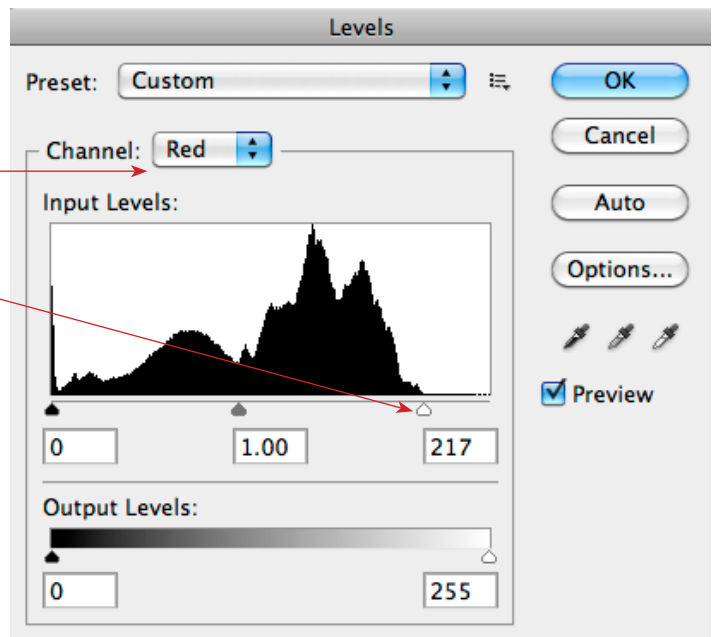 Levels
Preset: Custom
OK
Cancel
Channel: Red
Auto
Input Levels:
Options...
Preview
0 1.00 217
Output Levels:
0 255